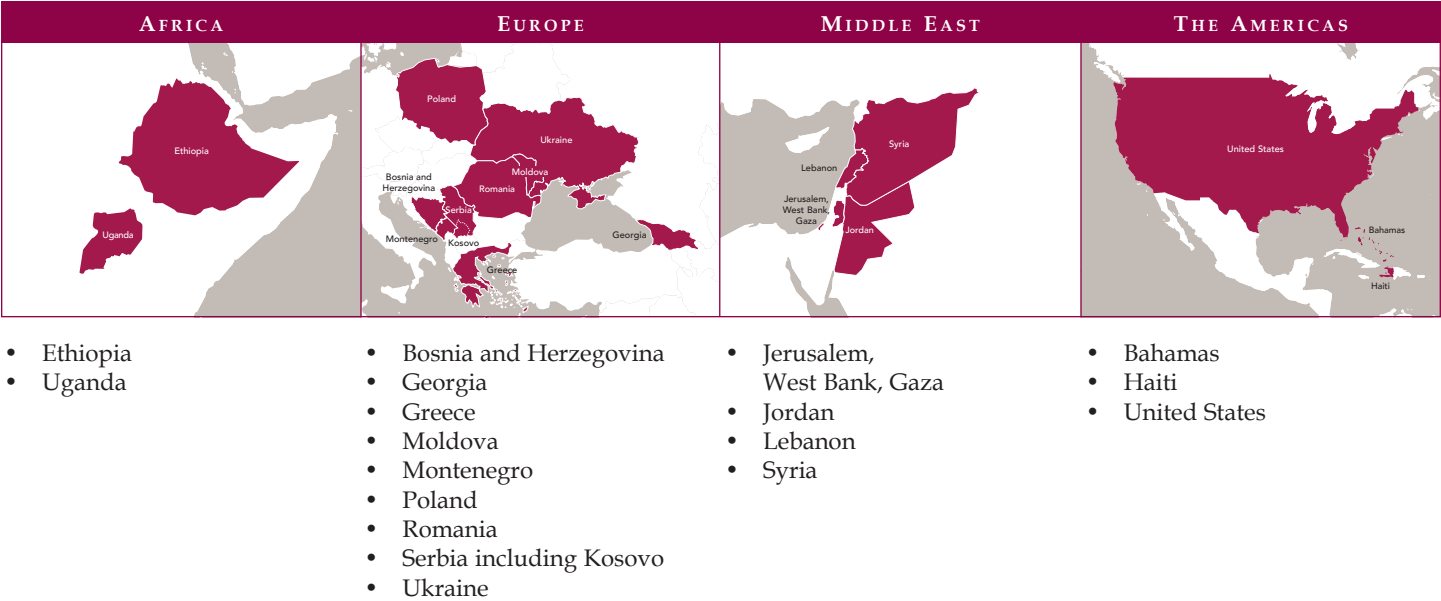 AFRICA
EUROPE
MIDDLE EAST
THE AMERICAS
Ethiopia
Uganda
Poland
Ukraine
Moldova
Romania
Bosnia and
Herzegovina
Serbia
Montenegro
Kosovo
Georgia
Greece
Syria
Lebanon
Jerusalem,
West Bank,
Gaza
Jordan
United States
Bahamas
Haiti
• Ethiopia
• Uganda
• Bosnia and Herzegovina
• Georgia
• Greece
• Moldova
• Montenegro
• Poland
• Romania
• Serbia including Kosovo
• Ukraine
• Jerusalem,
West Bank, Gaza
• Jordan
• Lebanon
• Syria
• Bahamas
• Haiti
• United States